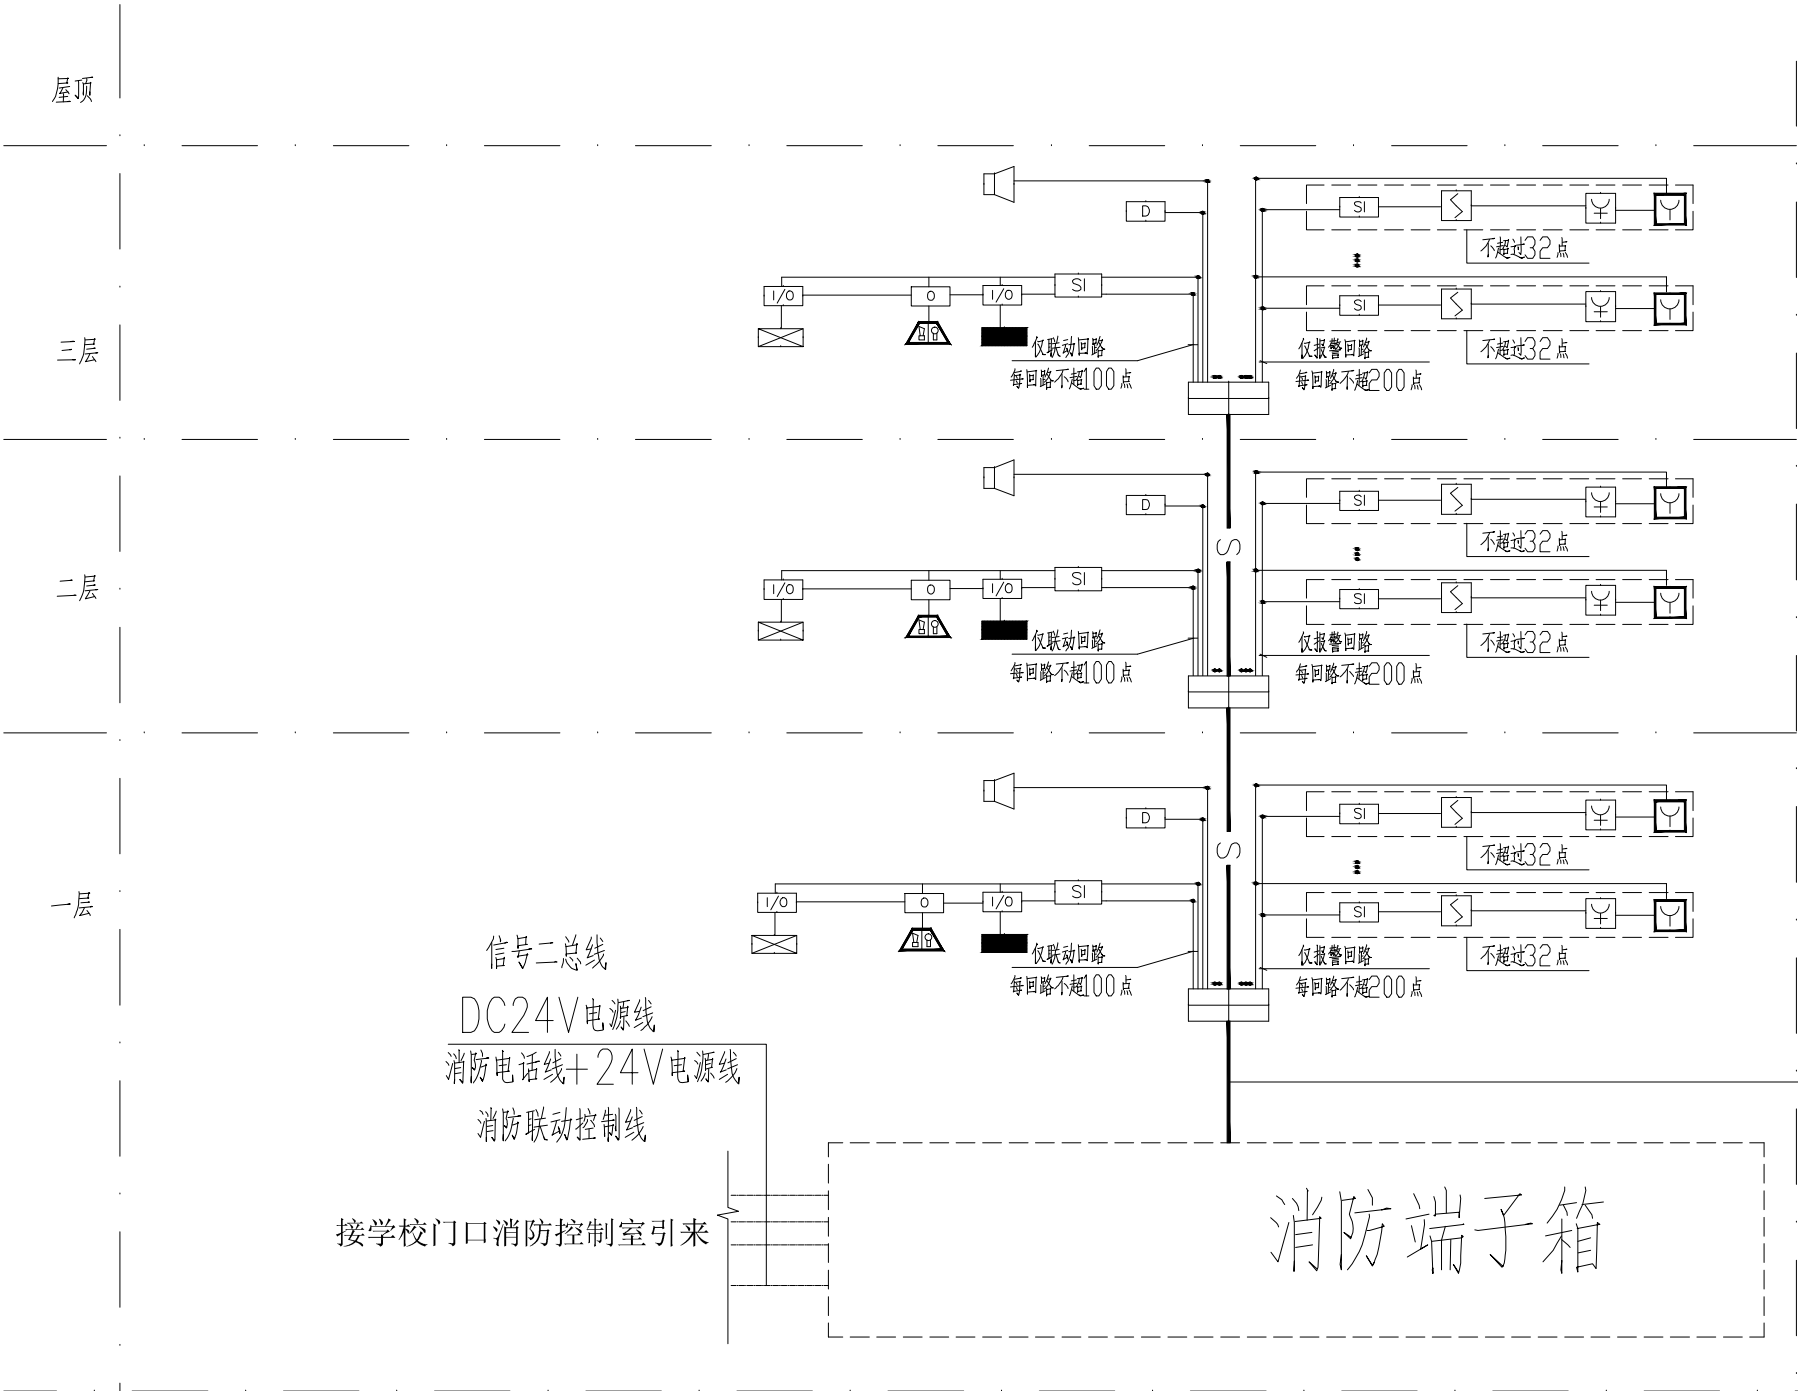 屋顶
D
SI
不超过32点
I/O
O
I/O
SI
SI
三层
仅联动回路
每回路不超100点
仅报警回路
每回路不超200点
不超过32点
D
S
SI
不超过32点
二层
I/O
O
I/O
SI
SI
仅联动回路
每回路不超100点
仅报警回路
每回路不超200点
不超过32点
D
S
SI
不超过32点
一层
I/O
O
I/O
SI
SI
仅联动回路
每回路不超100点
仅报警回路
每回路不超200点
不超过32点
信号二总线
DC24V电源线
消防电话线+24V电源线
消防联动控制线
接学校门口消防控制室引来
消防端子箱